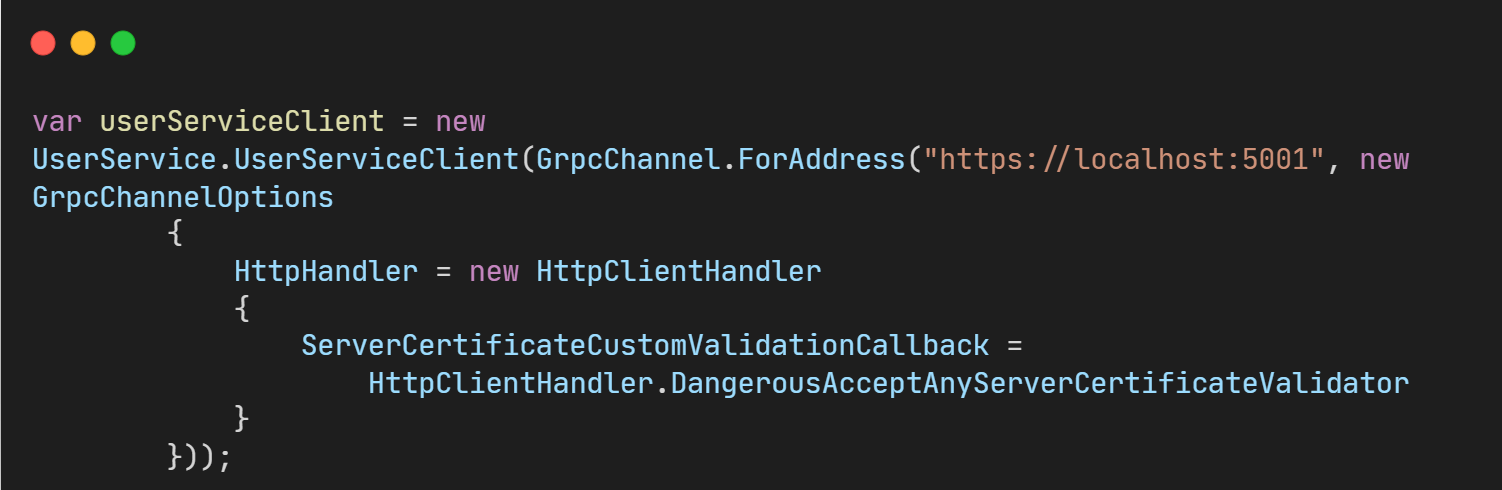 var userServiceClient = new
UserService.UserServiceClient(GrpcChannel.ForAddress("https://localhost:5001", new
GrpcChannelOptions
        {
            HttpHandler = new HttpClientHandler
            {
                ServerCertificateCustomValidationCallback =
                    HttpClientHandler.DangerousAcceptAnyServerCertificateValidator
            }
        }));